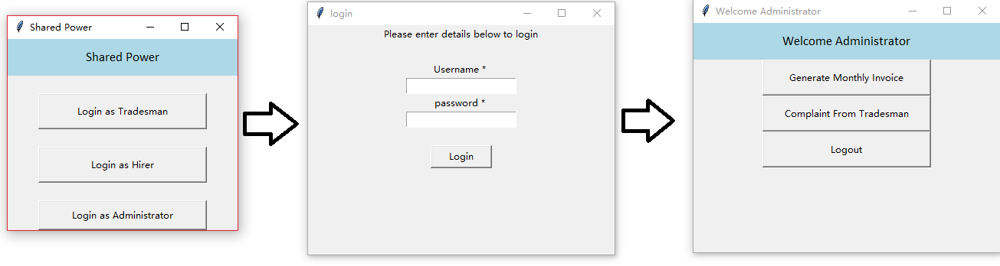 Shared Power
Shared Power
Login as Tradesman
Login as Hirer
Login as Administrator
login
Please enter details below to login
Username *
password *
Login
Welcome Administrator
Welcome Administrator
Generate Monthly Invoice
Complaint From Tradesman
Logout